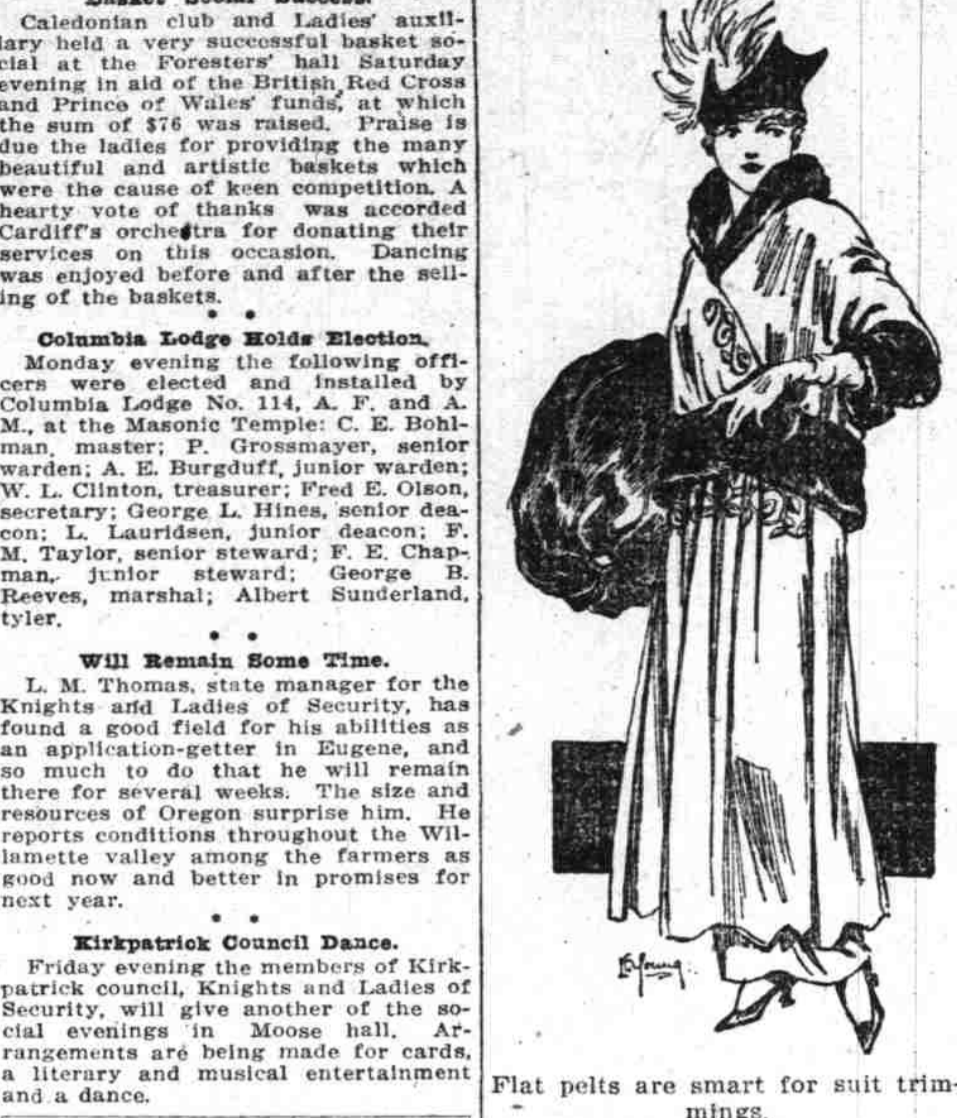 Basket Social Success.
Caledonian club and Ladies' auxil-
iary held a very successful basket so-
cial at the Foresters' hall Saturday
evening in aid of the British Red Cross
and Prince of Wales' funds, at which
the sum of $76 was raised. Praise is
due the ladies for providing the many
beautiful and artistic baskets which
were the cause of keen competition. A
hearty vote of thanks was accorded
Cardiff's orchestra for donating their
services on this occasion. Dancing
was enjoyed before and after the sell-
ing of the baskets.
Columbia Lodge Holds Election.
Monday evening the following offi-
cers were elected and installed by
Columbia Lodge No. 114, A. F. and A.
M., at the Masonic Temple: C. E. Bohl-
man, master; P. Grossmayer, senior
warden; A. E. Burgduff, junior warden;
W. L. Clinton, treasurer; Fred E. Olson,
secretary; George L. Hines, senior dea-
con; L. Lauridsen, junior deacon; F.
M. Taylor, senior steward; F. E. Chap-
man, junior steward; George B.
Reeves, marshal; Albert Sunderland,
tyler.
Will Remain Some Time.
L. M. Thomas, state manager for the
Knights and Ladies of Security, has
found a good field for his abilities as
an application-getter in Eugene, and
so much to do that he will remain
there for several weeks. The size and
resources of Oregon surprise him. He
reports conditions throughout the Wil-
lamette valley among the farmers as
good now and better in promises for
next year.
Kirkpatrick Council Dance.
Friday evening the members of Kirk-
patrick council, Knights and Ladies of
Security, will give another of the so-
cial evenings in Moose hall. Ar-
rangements are being made for cards,
a literary and musical entertainment
and a dance.
Young
Flat pelts are smart for suit trim-
mings.